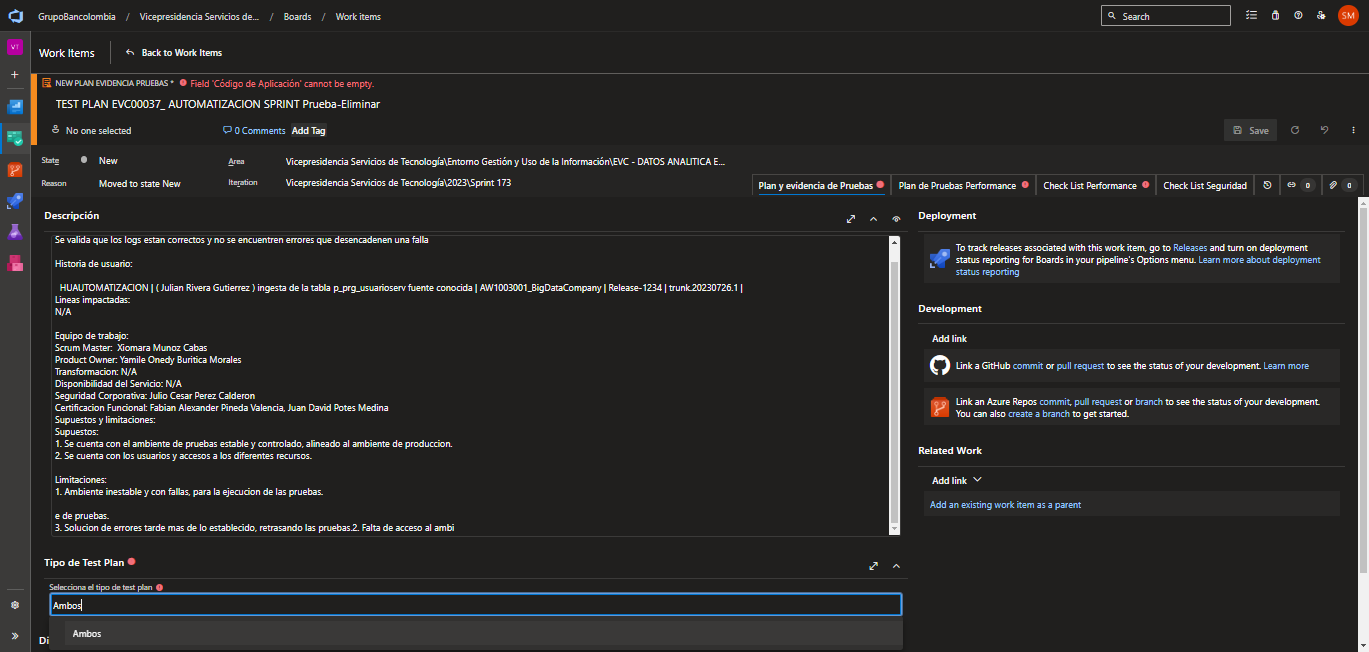 GrupoBancolombia / Vicepresidencia Servicios de... / Boards / Work items
Search
SM
VT
Work Items
Back to Work Items
NEW PLAN EVIDENCIA PRUEBAS * Field 'Código de Aplicación' cannot be empty.
TEST PLAN EVC00037_ AUTOMATIZACION SPRINT Prueba-Eliminar
No one selected
0 Comments
Add Tag
Save
State
New
Area
Vicepresidencia Servicios de Tecnología\Entorno Gestión y Uso de la Información\EVC - DATOS ANALITICA E...
Reason
Moved to state New
Iteration
Vicepresidencia Servicios de Tecnología\2023\Sprint 173
Plan y evidencia de Pruebas
Plan de Pruebas Performance
Check List Performance
Check List Seguridad
0
0
Descripción
Se valida que los logs estan correctos y no se encuentren errores que desencadenen una falla
Historia de usuario:
HUAUTOMATIZACION | ( Julian Rivera Gutierrez ) ingesta de la tabla p_prg_usuarioserv fuente conocida | AW1003001_BigDataCompany | Release-1234 | trunk.20230726.1 |
Lineas impactadas:
N/A
Equipo de trabajo:
Scrum Master: Xiomara Munoz Cabas
Product Owner: Yamile Onedy Buritica Morales
Transformacion: N/A
Disponibilidad del Servicio: N/A
Seguridad Corporativa: Julio Cesar Perez Calderon
Certificacion Funcional: Fabian Alexander Pineda Valencia, Juan David Potes Medina
Supuestos y limitaciones:
Supuestos:
1. Se cuenta con el ambiente de pruebas estable y controlado, alineado al ambiente de produccion.
2. Se cuenta con los usuarios y accesos a los diferentes recursos.
Limitaciones:
1. Ambiente inestable y con fallas, para la ejecucion de las pruebas.
e de pruebas.
3. Solucion de errores tarde mas de lo establecido, retrasando las pruebas.2. Falta de acceso al ambi
Tipo de Test Plan
Selecciona el tipo de test plan
Ambos
Ambos
Di
Deployment
To track releases associated with this work item, go to Releases and turn on deployment
status reporting for Boards in your pipeline's Options menu. Learn more about deployment
status reporting
Development
Add link
Link a GitHub commit or pull request to see the status of your development. Learn more
Link an Azure Repos commit, pull request or branch to see the status of your development.
You can also create a branch to get started.
Related Work
Add link
Add an existing work item as a parent